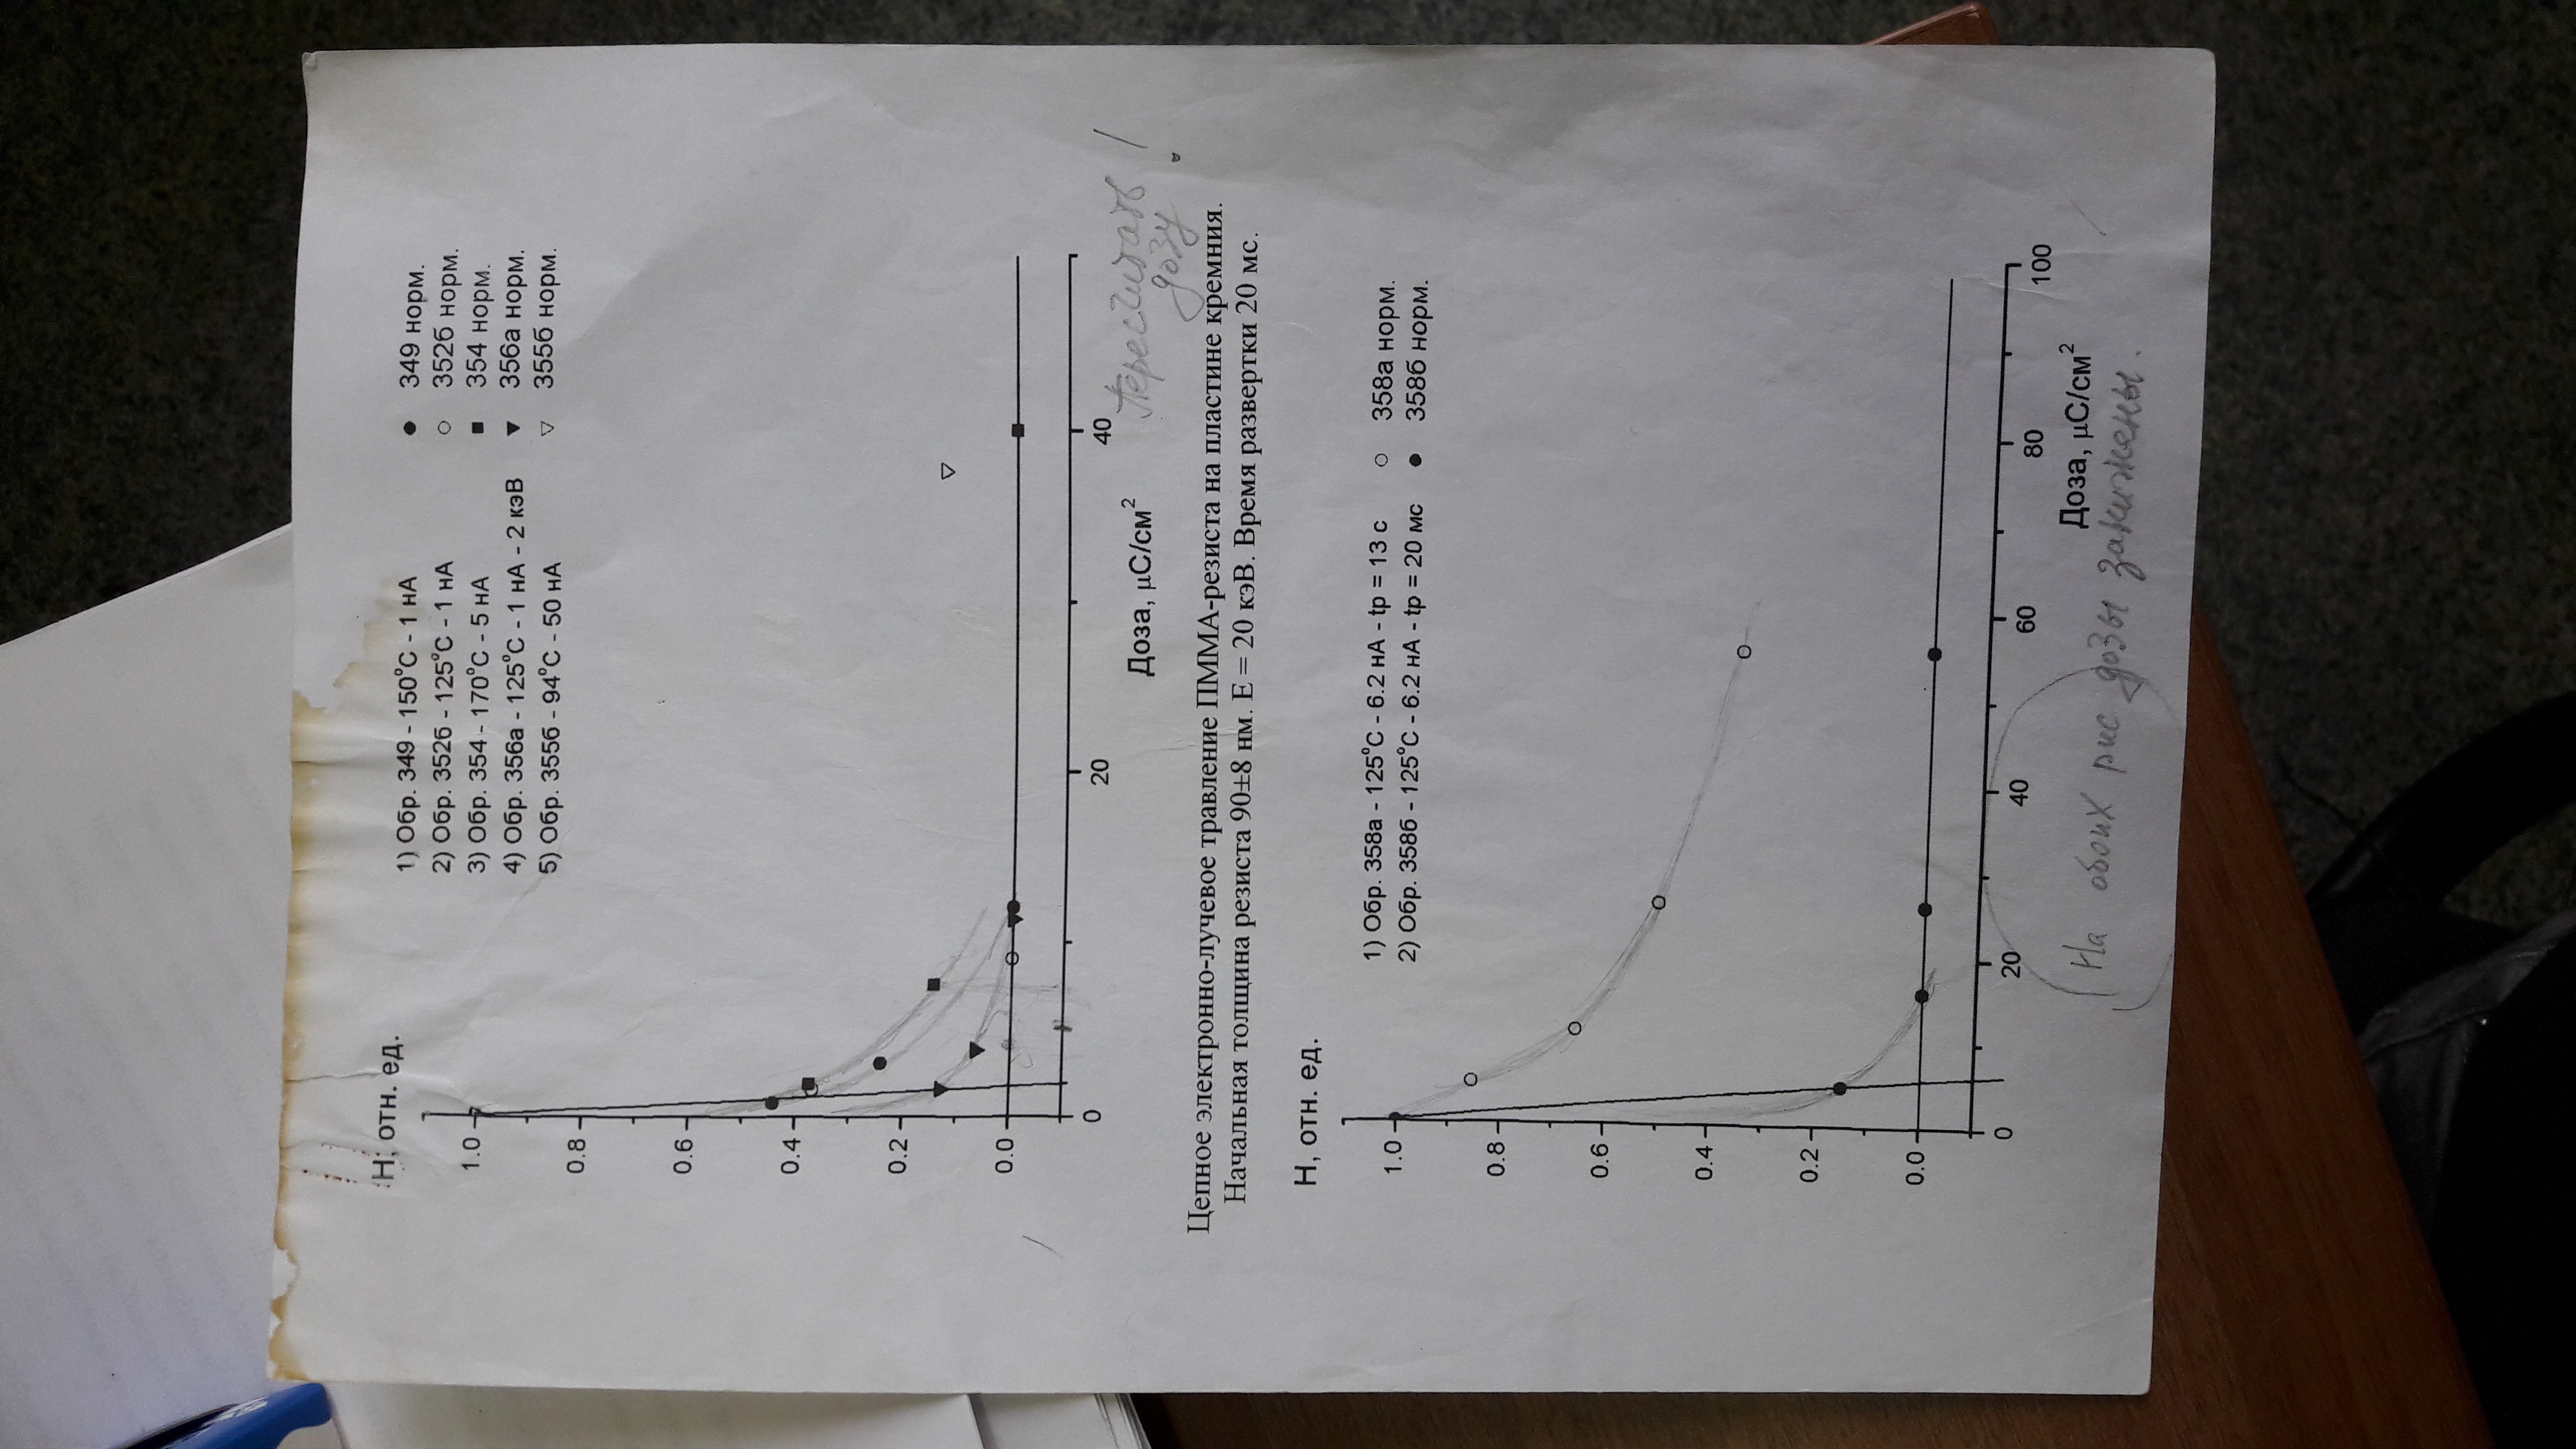 Н, отн. ед.
1) Обр. 349 - 150°C - 1 нА
2) Обр. 352б - 125°C - 1 нА
3) Обр. 354 - 170°C - 5 нА
4) Обр. 356а - 125°C - 1 нА - 2 кэВ
5) Обр. 355б - 94°C - 50 нА
349 норм.
352б норм.
354 норм.
356а норм.
355б норм.
1.0
0.8
0.6
0.4
0.2
0.0
0
20
40
Доза, μC/см²
Пересчитать !
дозу
Цепное электронно-лучевое травление ПММА-резиста на пластине кремния.
Начальная толщина резиста 90±8 нм. E = 20 кэВ. Время развертки 20 мс.
Н, отн. ед.
1) Обр. 358а - 125°C - 6.2 нА - tp = 13 с
2) Обр. 358б - 125°C - 6.2 нА - tp = 20 мс
358а норм.
358б норм.
1.0
0.8
0.6
0.4
0.2
0.0
0
20
40
60
80
100
Доза, μC/см²
На обоих рис дозы занижены.